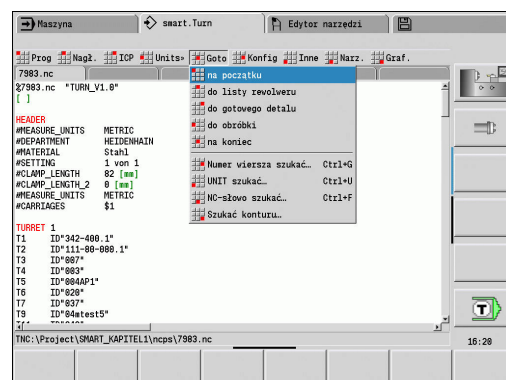 Maszyna smart.Turn Edytor narzędzi
Prog Nagł. ICP Units» Goto Konfig Inne Narz. Graf.
7983.nc
na początku
do listy rewolweru
do gotowego detalu
do obróbki
na koniec
Numer wiersza szukać… Ctrl+G
UNIT szukać… Ctrl+U
NC-słowo szukać… Ctrl+F
Szukać konturu…
%7983.nc "TURN_V1.0"
[ ]
HEADER
#MEASURE_UNITS METRIC
#DEPARTMENT HEIDENHAIN
#MATERIAL Stahl
#SETTING 1 von 1
#CLAMP_LENGTH 82 [mm]
#CLAMP_LENGTH_2 0 [mm]
#MEASURE_UNITS METRIC
#CARRIAGES $1
TURRET 1
T1 ID"342-400.1"
T2 ID"111-80-080.1"
T3 ID"007"
T4 ID"003"
T5 ID"004AP1"
T6 ID"020"
T7 ID"037"
T9 ID"04mtest5"
TNC:\Project\SMART_KAPITEL1\ncps\7983.nc
T
16:20